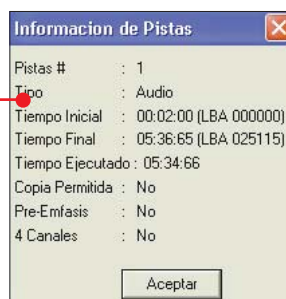 Informacion de Pistas
Pistas # : 1
Tipo : Audio
Tiempo Inicial : 00:02:00 (LBA 000000)
Tiempo Final : 05:36:65 (LBA 025115)
Tiempo Ejecutado : 05:34:66
Copia Permitida : No
Pre-Emfasis : No
4 Canales : No
Aceptar